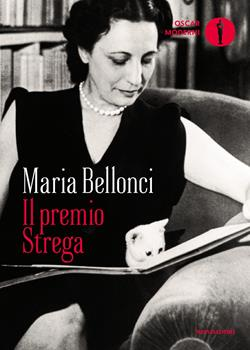 OSCAR
MODERNI
Maria Bellonci
Il premio
Strega
MONDADORI